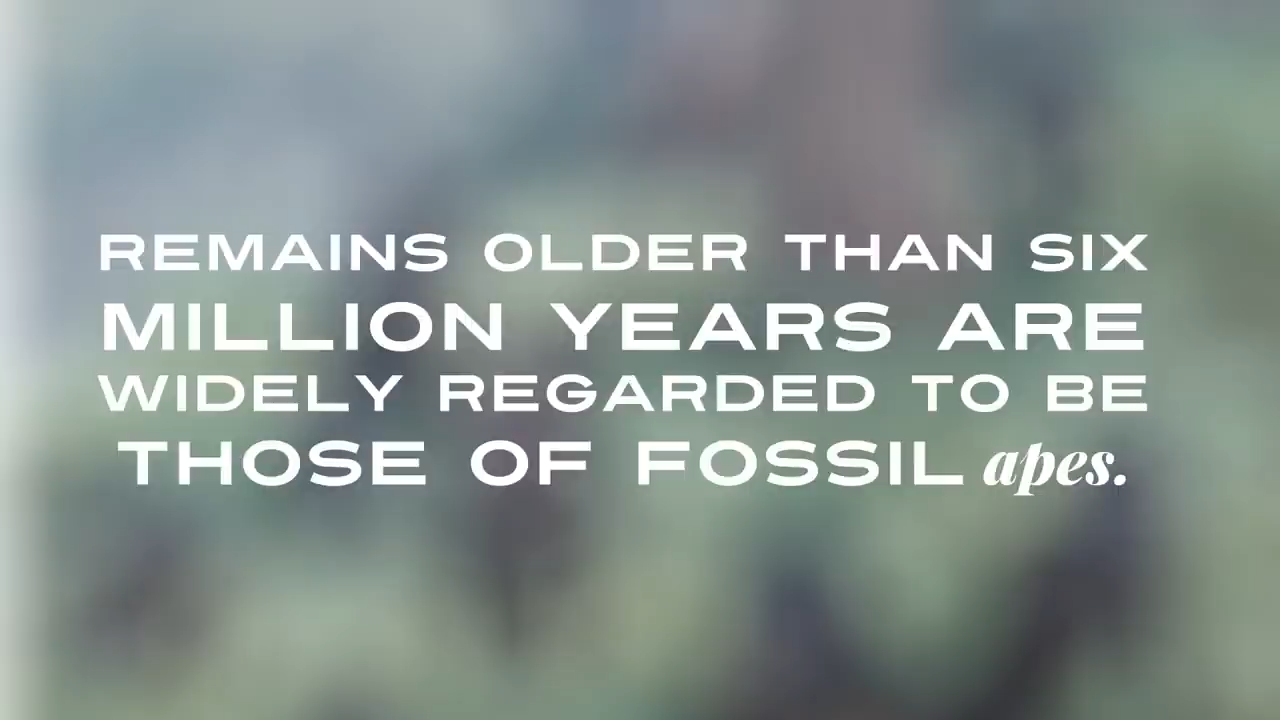 REMAINS OLDER THAN SIX
MILLION YEARS ARE
WIDELY REGARDED TO BE
THOSE OF FOSSIL apes.